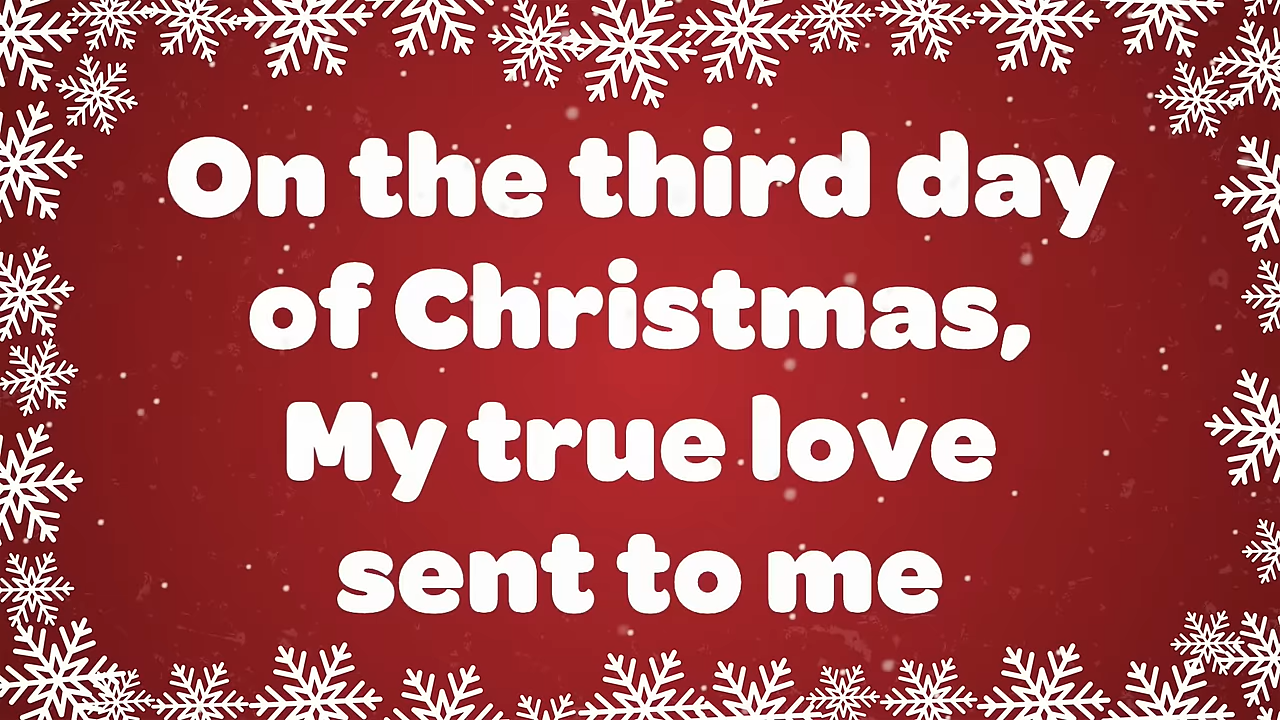 On the third day
of Christmas,
My true love
sent to me